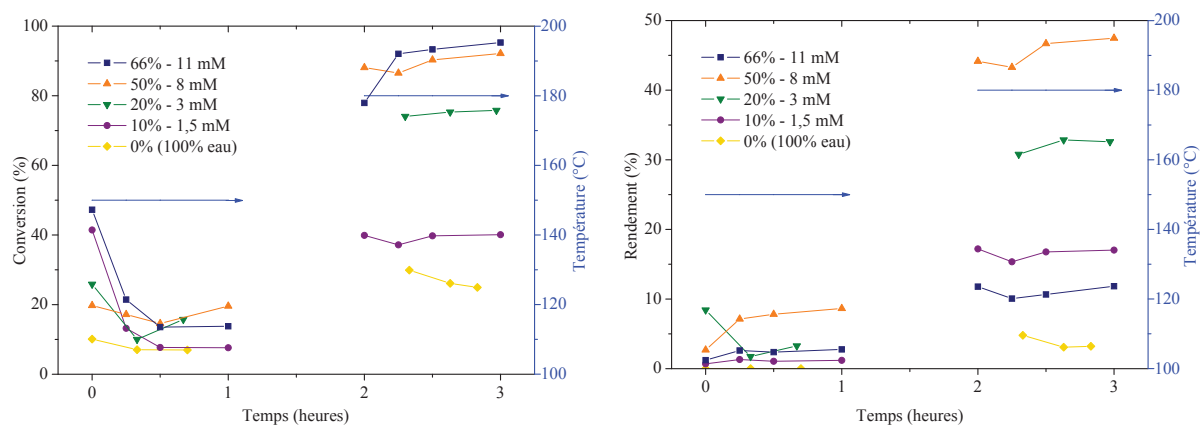 100
80
60
40
20
0
Conversion (%)
66% - 11 mM
50% - 8 mM
20% - 3 mM
10% - 1,5 mM
0% (100% eau)
200
180
160
140
120
100
Température (°C)
0
1
2
3
Temps (heures)
50
40
30
20
10
0
Rendement (%)
66% - 11 mM
50% - 8 mM
20% - 3 mM
10% - 1,5 mM
0% (100% eau)
200
180
160
140
120
100
Température (°C)
0
1
2
3
Temps (heures)